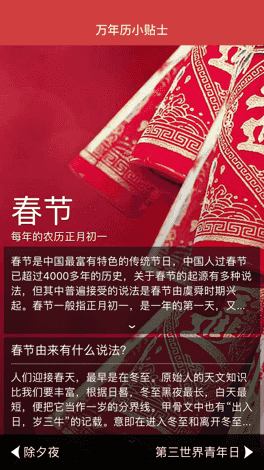 万年历小贴士
春节
每年的农历正月初一
春节是中国最富有特色的传统节日，中国人过春节
已超过4000多年的历史，关于春节的起源有多种说
法，但其中普遍接受的说法是春节由虞舜时期兴
起。春节一般指正月初一，是一年的第一天，又...
春节由来有什么说法?
人们迎接春天，最早是在冬至。原始人的天文知识
比我们要丰富，根据日晷，冬至黑夜最长，白天最
短，便把它当作一岁的分界线。甲骨文中也有“出入
日，岁三牛”的记载。意即在进入冬至和离开冬至...
除夕夜
第三世界青年日